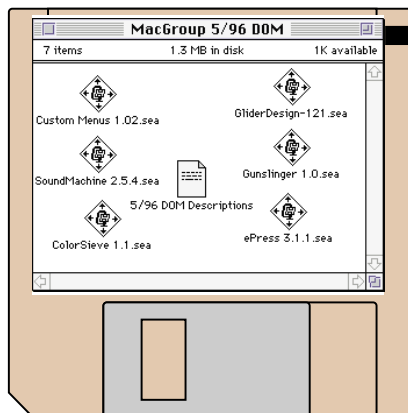 MacGroup 5/96 DOM
7 items 1.3 MB in disk 1K available
Custom Menus 1.02.sea
GliderDesign-121.sea
SoundMachine 2.5.4.sea
Gunslinger 1.0.sea
5/96 DOM Descriptions
ColorSieve 1.1.sea
ePress 3.1.1.sea